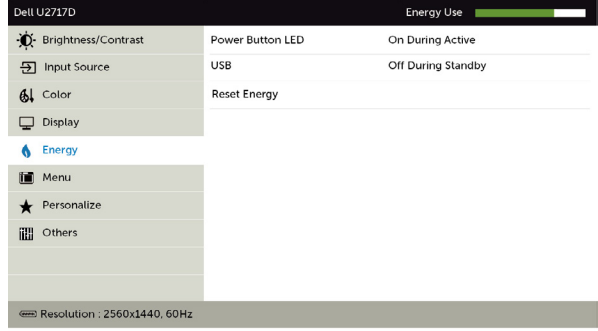 Dell U2717D Energy Use
Brightness/Contrast Power Button LED On During Active
Input Source USB Off During Standby
Color Reset Energy
Display
Energy
Menu
Personalize
Others
Resolution : 2560x1440, 60Hz